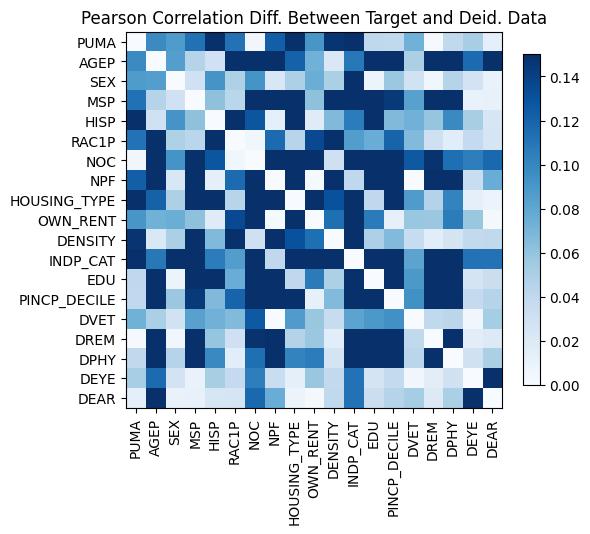 Pearson Correlation Diff. Between Target and Deid. Data
PUMA
AGEP
SEX
MSP
HISP
RAC1P
NOC
NPF
HOUSING_TYPE
OWN_RENT
DENSITY
INDP_CAT
EDU
PINCP_DECILE
DVET
DREM
DPHY
DEYE
DEAR
PUMA
AGEP
SEX
MSP
HISP
RAC1P
NOC
NPF
HOUSING_TYPE
OWN_RENT
DENSITY
INDP_CAT
EDU
PINCP_DECILE
DVET
DREM
DPHY
DEYE
DEAR
0.14
0.12
0.10
0.08
0.06
0.04
0.02
0.00